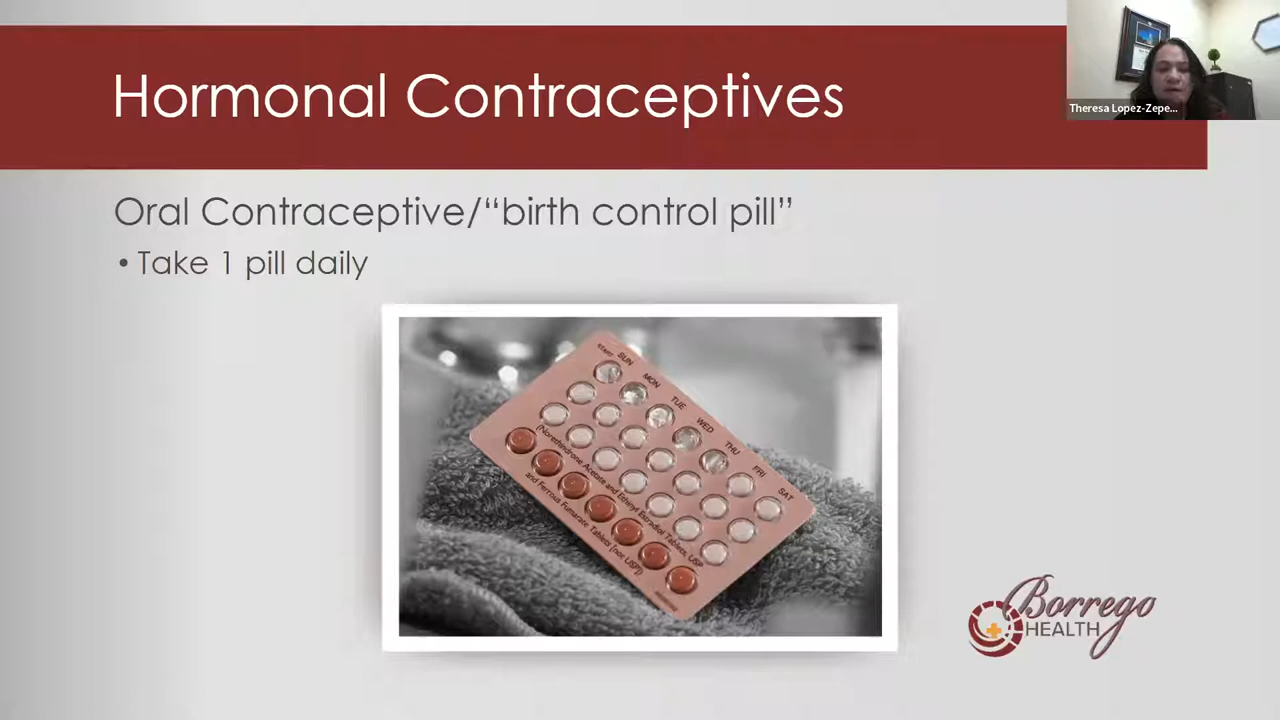 Hormonal Contraceptives
Theresa Lopez-Zepe...
Oral Contraceptive/“birth control pill”
• Take 1 pill daily
START SUN MON TUE WED THU FRI SAT
(Norethindrone Acetate and Ethinyl Estradiol Tablets, USP
and Ferrous Fumarate Tablets [not USP])
Borrego
HEALTH